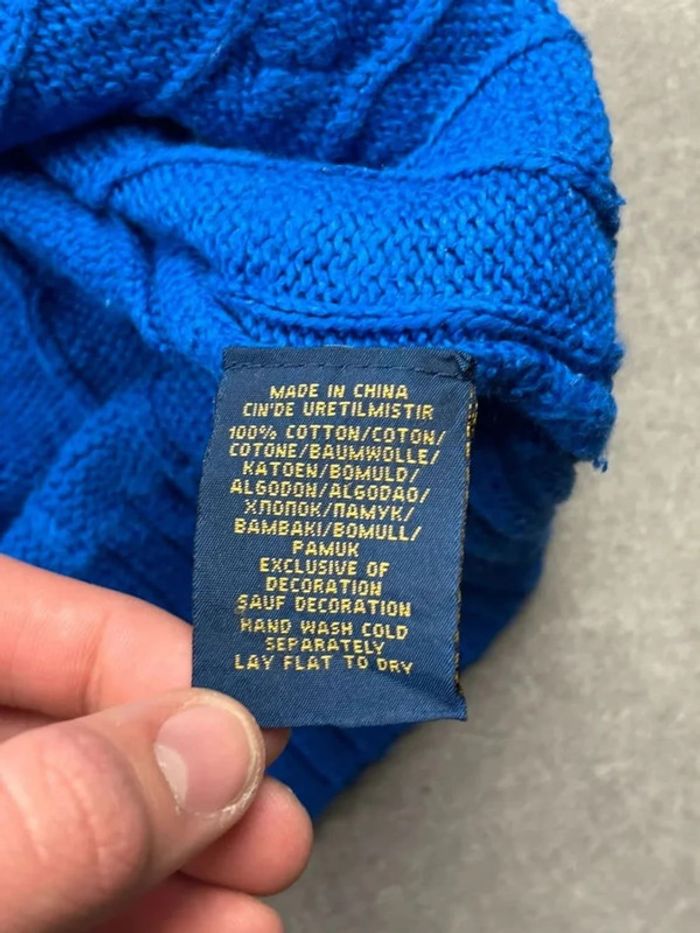 MADE IN CHINA
CIN'DE URETILMISTIR
100% COTTON/COTON/
COTONE/BAUMWOLLE/
KATOEN/BOMULD/
ALGODON/ALGODAO/
ХЛОПОК/ПАМУК/
BAMBAKI/BOMULL/
PAMUK
EXCLUSIVE OF
DECORATION
SAUF DECORATION
HAND WASH COLD
SEPARATELY
LAY FLAT TO DRY